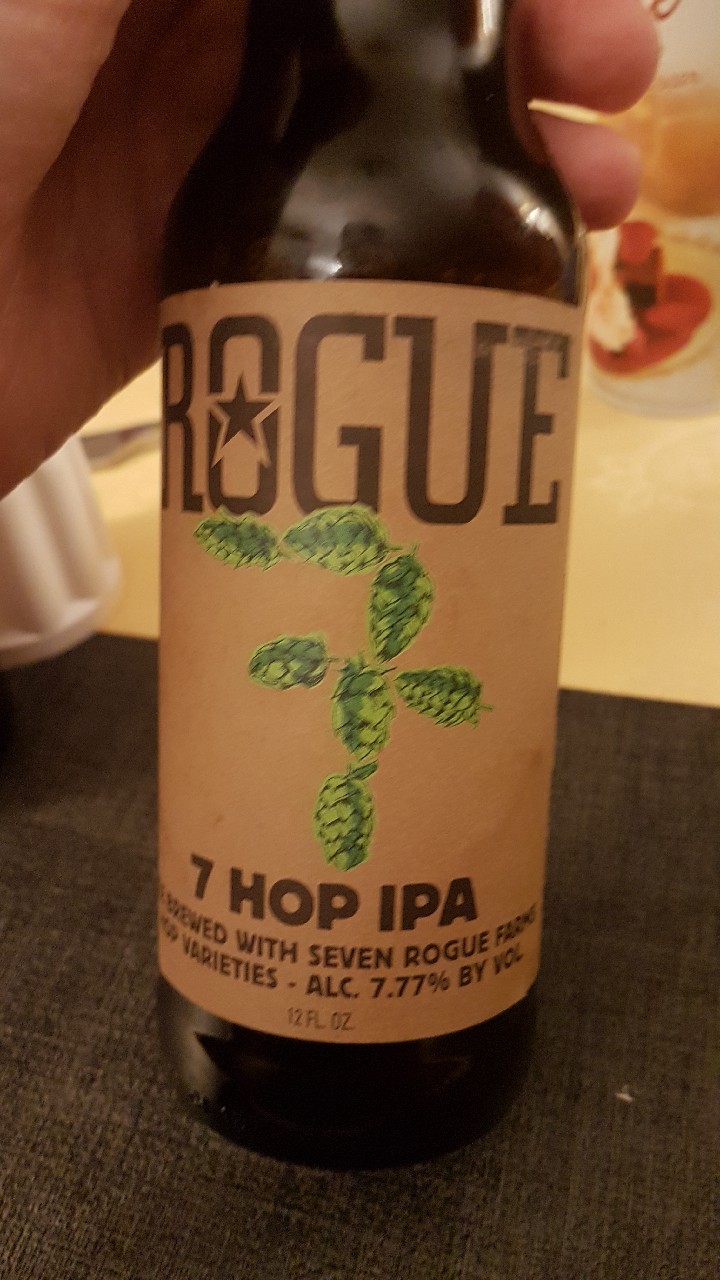 ROGUE
7 HOP IPA
BREWED WITH SEVEN ROGUE FARMS
HOP VARIETIES - ALC. 7.77% BY VOL
12 FL. OZ.